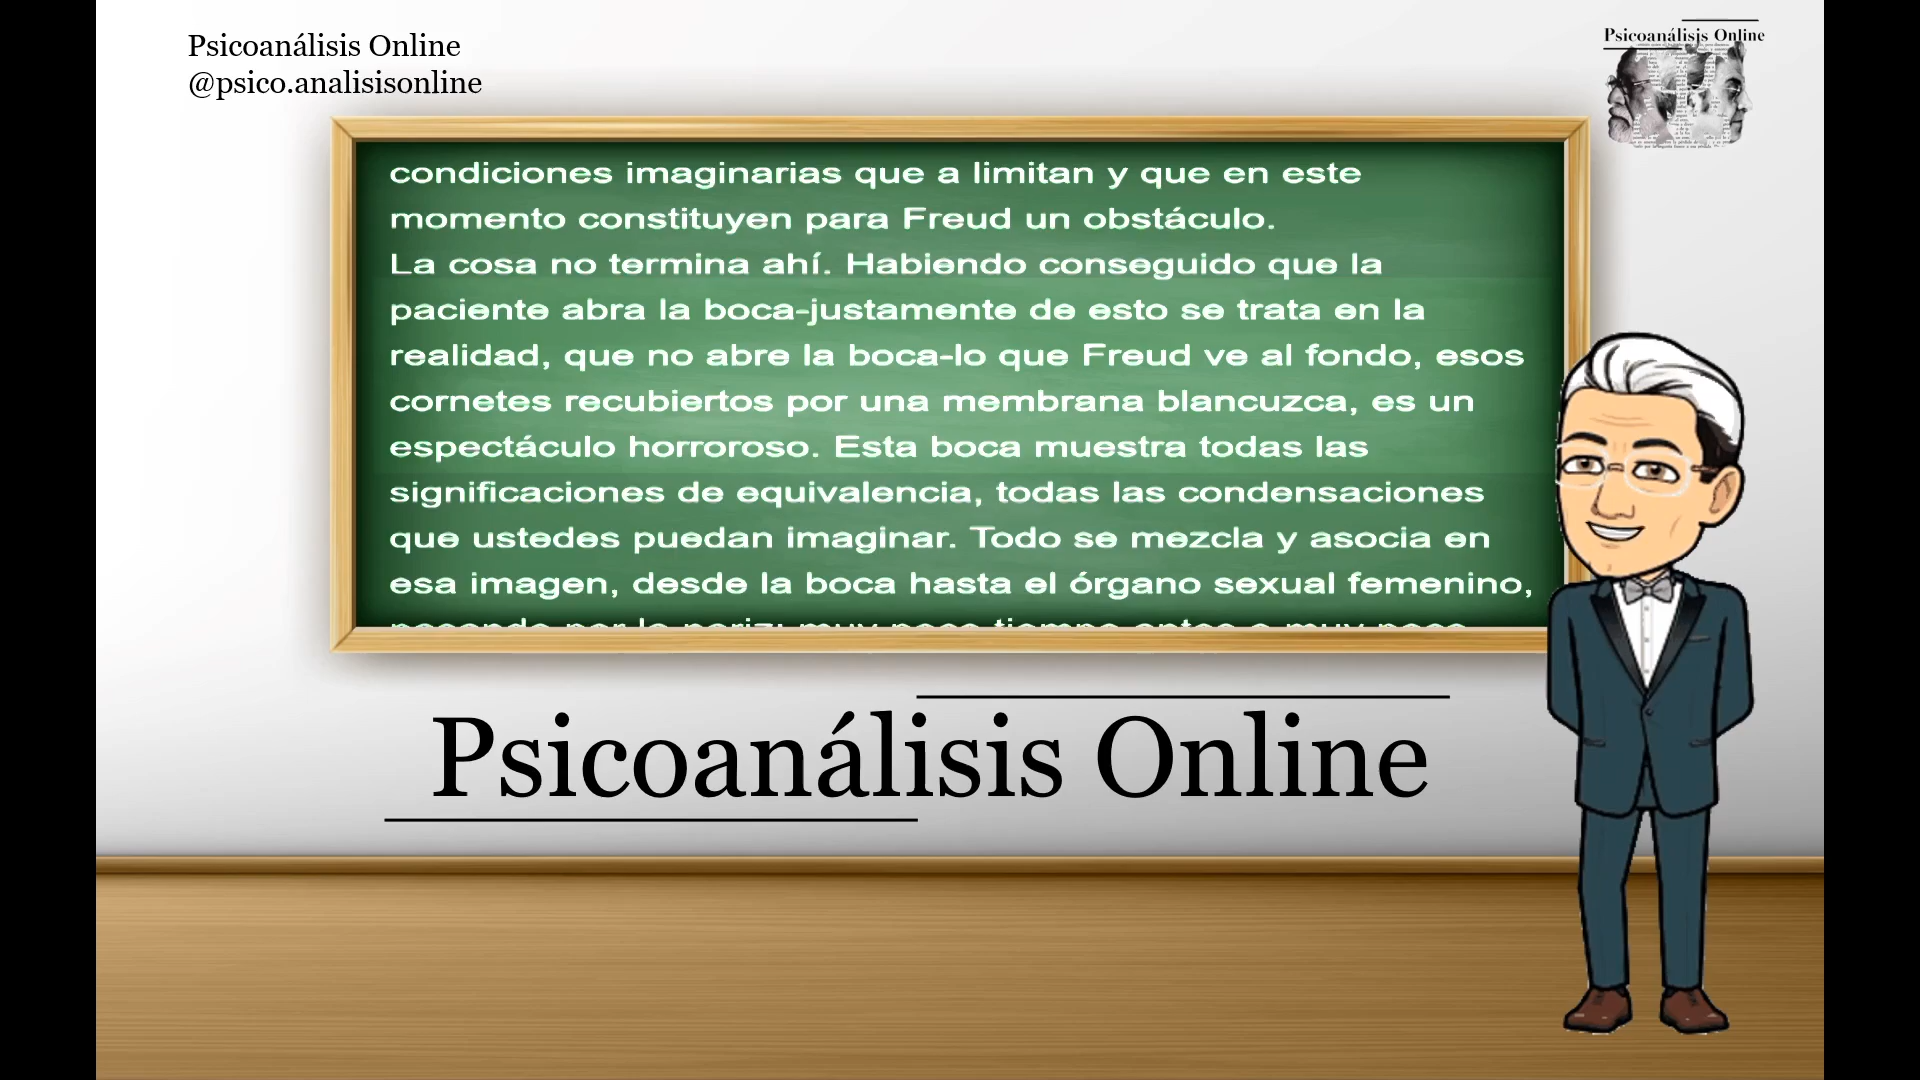 Psicoanálisis Online
@psico.analisisonline
Psicoanálisis Online
condiciones imaginarias que a limitan y que en este
momento constituyen para Freud un obstáculo.
La cosa no termina ahí. Habiendo conseguido que la
paciente abra la boca-justamente de esto se trata en la
realidad, que no abre la boca-lo que Freud ve al fondo, esos
cornetes recubiertos por una membrana blancuzca, es un
espectáculo horroroso. Esta boca muestra todas las
significaciones de equivalencia, todas las condensaciones
que ustedes puedan imaginar. Todo se mezcla y asocia en
esa imagen, desde la boca hasta el órgano sexual femenino,
Psicoanálisis Online